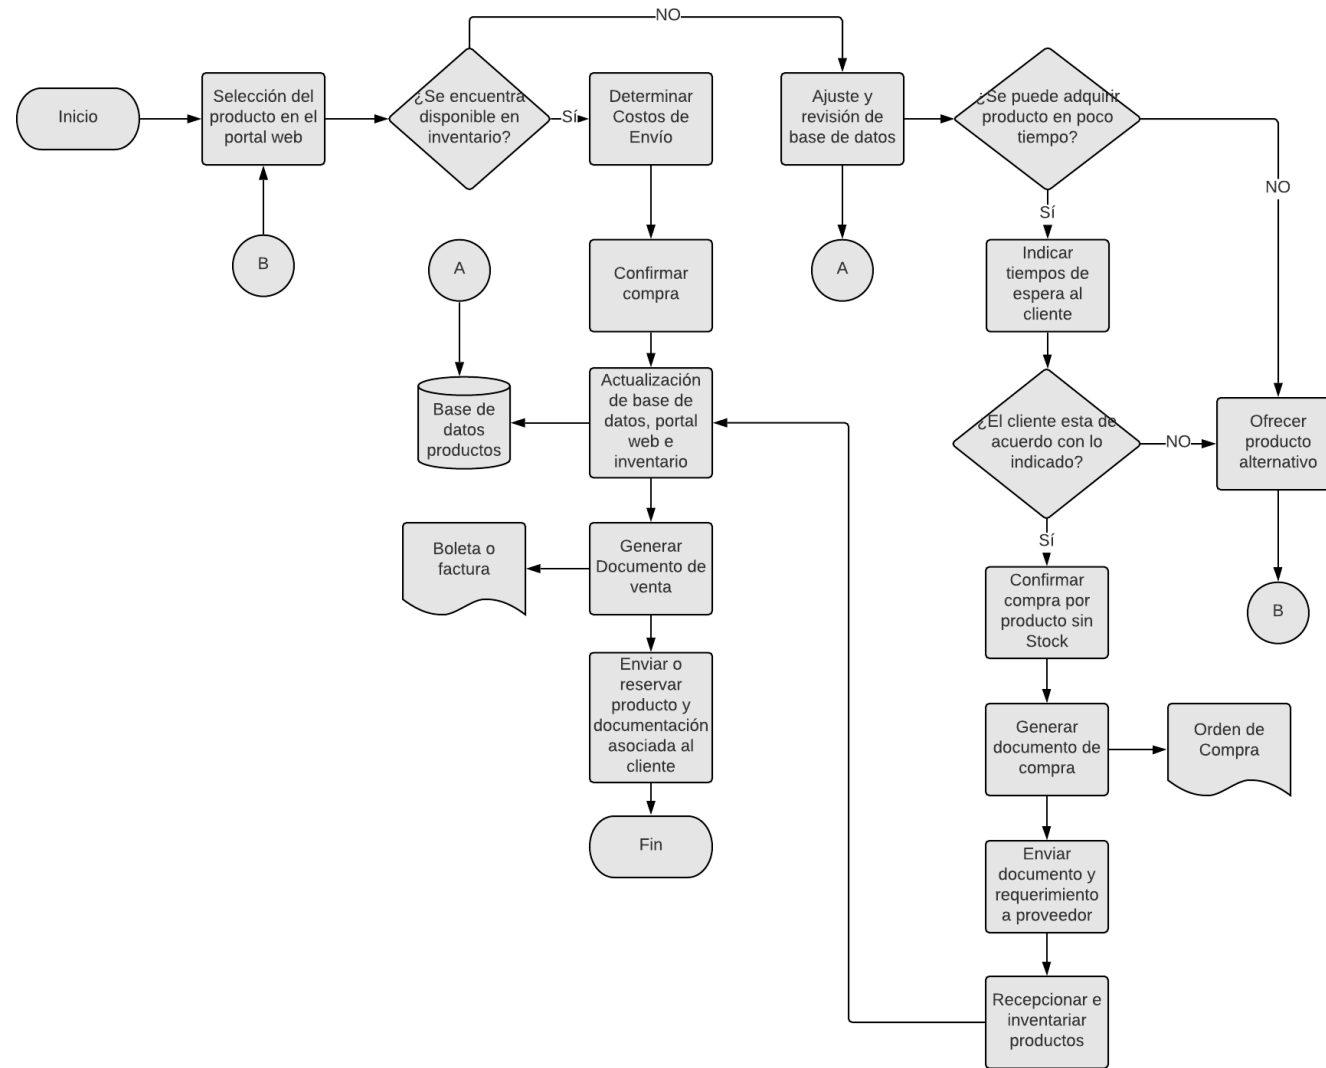 NO
Inicio
Selección del
producto en el
portal web
¿Se encuentra
disponible en
inventario?
Sí
Determinar
Costos de
Envío
Ajuste y
revisión de
base de datos
¿Se puede adquirir
producto en poco
tiempo?
NO
Sí
B
A
Confirmar
compra
A
Indicar
tiempos de
espera al
cliente
Base de
datos
productos
Actualización
de base de
datos, portal
web e
inventario
¿El cliente esta de
acuerdo con lo
indicado?
NO
Ofrecer
producto
alternativo
Sí
Boleta o
factura
Generar
Documento de
venta
Confirmar
compra por
producto sin
Stock
B
Enviar o
reservar
producto y
documentación
asociada al
cliente
Generar
documento de
compra
Orden de
Compra
Fin
Enviar
documento y
requerimiento
a proveedor
Recepcionar e
inventariar
productos